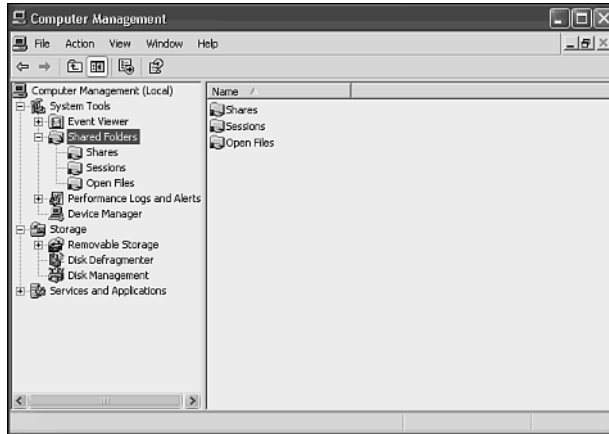 Computer Management
File Action View Window Help
Computer Management (Local)
System Tools
Event Viewer
Shared Folders
Shares
Sessions
Open Files
Performance Logs and Alerts
Device Manager
Storage
Removable Storage
Disk Defragmenter
Disk Management
Services and Applications
Name
Shares
Sessions
Open Files